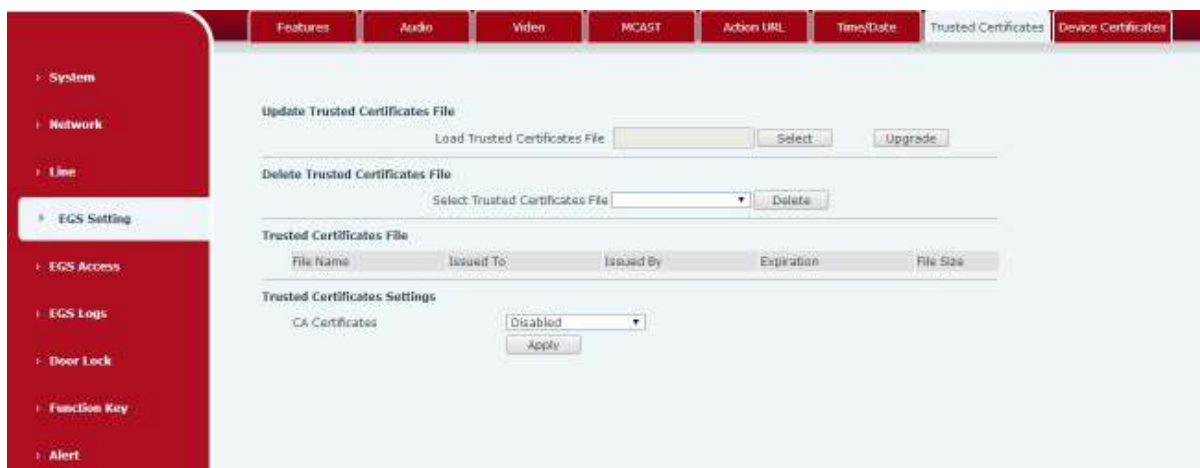 Features Audio Video MCAST Action URL Time/Date Trusted Certificates Device Certificates
System
Network
Line
EGS Setting
EGS Access
EGS Logs
Door Lock
Function Key
Alert
Update Trusted Certificates File
Load Trusted Certificates File Select Upgrade
Delete Trusted Certificates File
Select Trusted Certificates File Delete
Trusted Certificates File
File Name Issued To Issued By Expiration File Size
Trusted Certificates Settings
CA Certificates Disabled
Apply